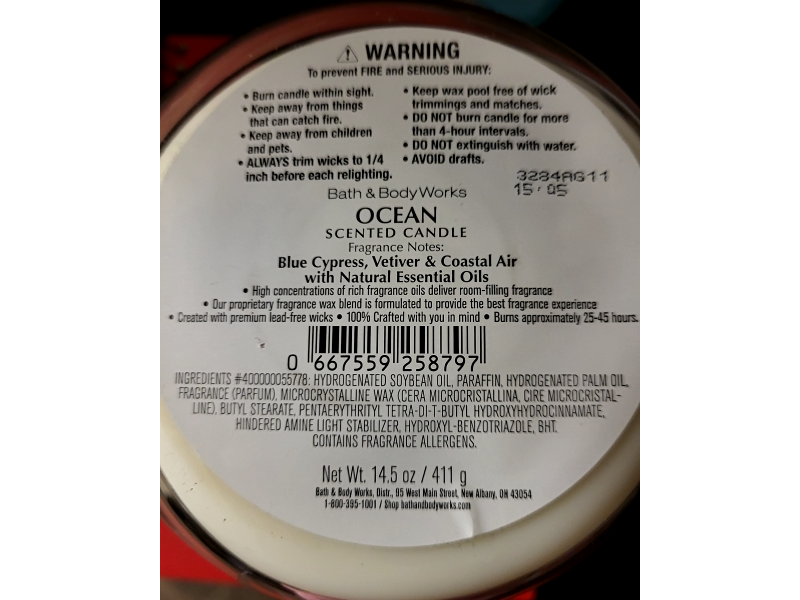 ⚠ WARNING
To prevent FIRE and SERIOUS INJURY:
• Burn candle within sight.
• Keep away from things
that can catch fire.
• Keep away from children
and pets.
• ALWAYS trim wicks to 1/4
inch before each relighting.
• Keep wax pool free of wick
trimmings and matches.
• DO NOT burn candle for more
than 4-hour intervals.
• DO NOT extinguish with water.
• AVOID drafts.
3284AG11
15:05
Bath & Body Works
OCEAN
SCENTED CANDLE
Fragrance Notes:
Blue Cypress, Vetiver & Coastal Air
with Natural Essential Oils
• High concentrations of rich fragrance oils deliver room-filling fragrance
• Our proprietary fragrance wax blend is formulated to provide the best fragrance experience
• Created with premium lead-free wicks • 100% Crafted with you in mind • Burns approximately 25-45 hours.
0 667559 258797
INGREDIENTS #400000055778: HYDROGENATED SOYBEAN OIL, PARAFFIN, HYDROGENATED PALM OIL,
FRAGRANCE (PARFUM), MICROCRYSTALLINE WAX (CERA MICROCRISTALLINA, CIRE MICROCRISTAL-
LINE), BUTYL STEARATE, PENTAERYTHRITYL TETRA-DI-T-BUTYL HYDROXYHYDROCINNAMATE,
HINDERED AMINE LIGHT STABILIZER, HYDROXYL-BENZOTRIAZOLE, BHT.
CONTAINS FRAGRANCE ALLERGENS.
Net Wt. 14.5 oz / 411 g
Bath & Body Works, Distr., 95 West Main Street, New Albany, OH 43054
1-800-395-1001 / Shop bathandbodyworks.com